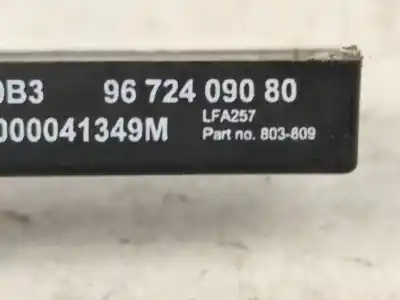 0B3 96 724 090 80
000041349M
LFA257
Part no. 803-809